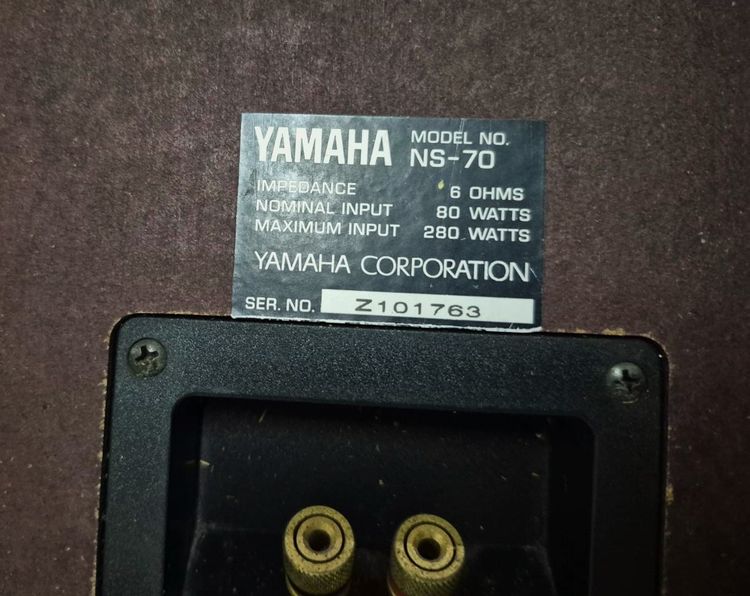 YAMAHA MODEL NO. NS-70
IMPEDANCE 6 OHMS
NOMINAL INPUT 80 WATTS
MAXIMUM INPUT 280 WATTS
YAMAHA CORPORATION
SER. NO. Z101763